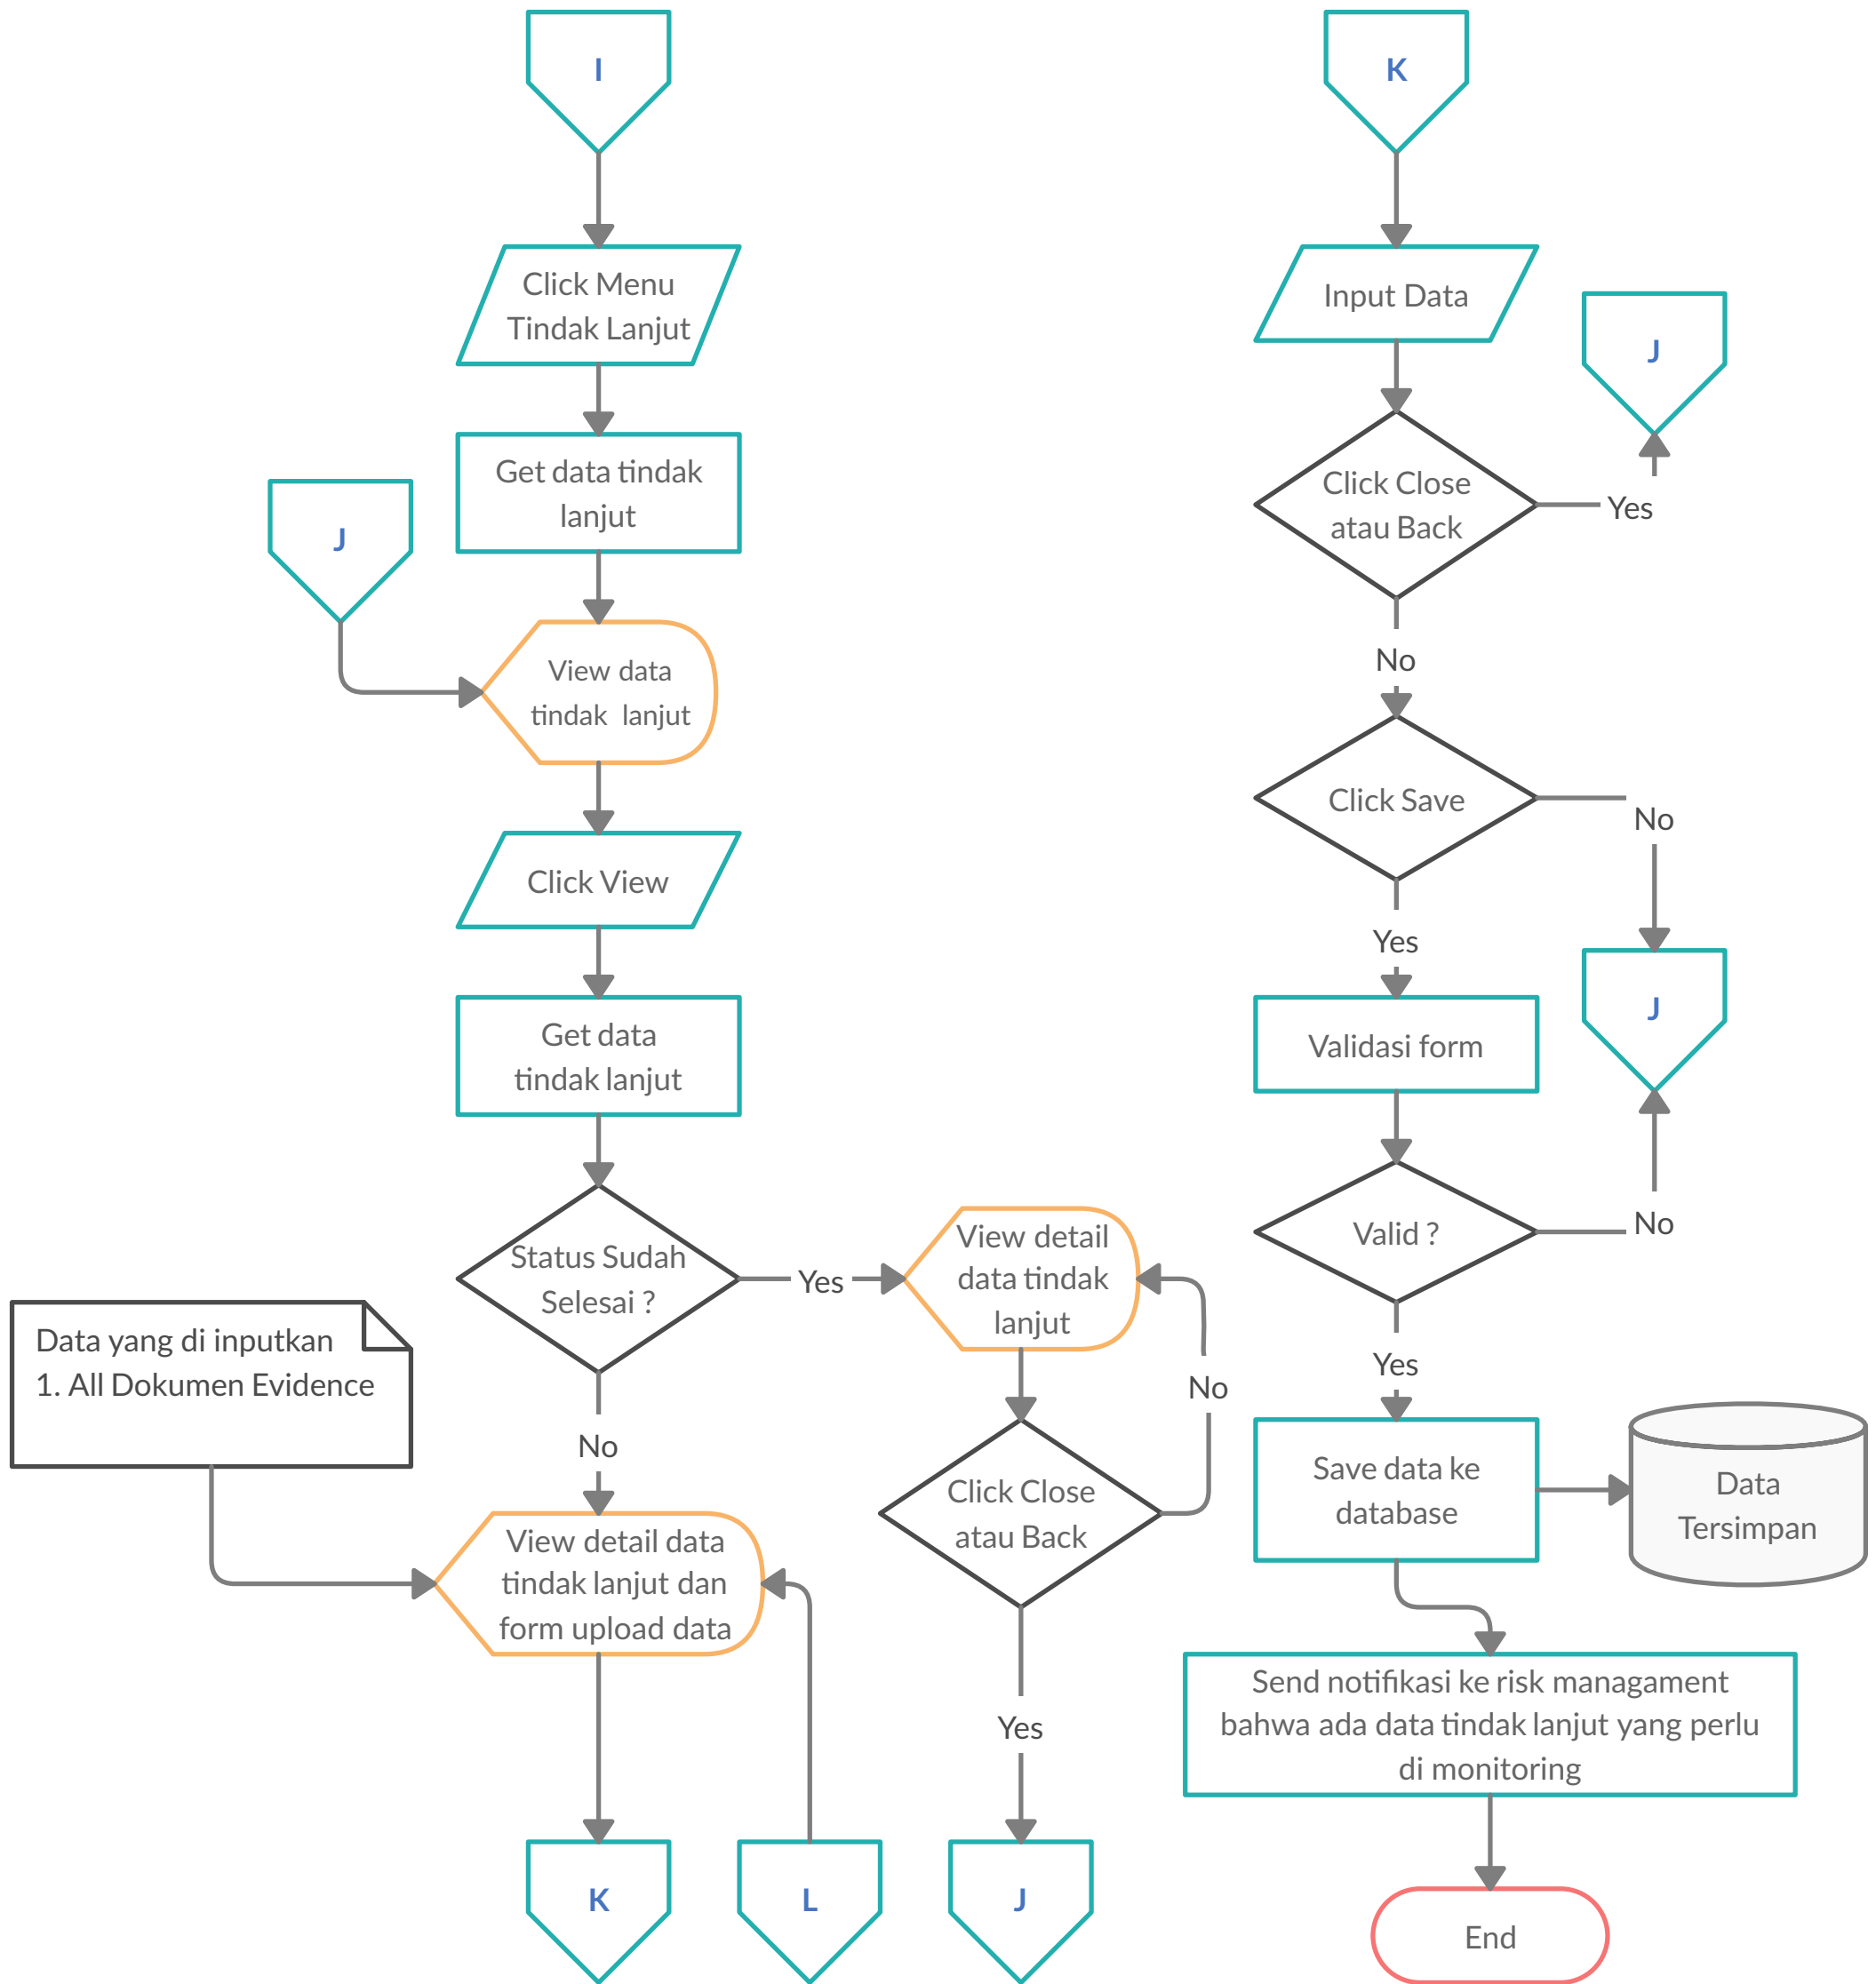 I
Click Menu
Tindak Lanjut
Get data tindak
lanjut
J
View data
tindak lanjut
Click View
Get data
tindak lanjut
Status Sudah
Selesai ?
Yes
View detail
data tindak
lanjut
No
Click Close
atau Back
Yes
J
Data yang di inputkan
1. All Dokumen Evidence
No
View detail data
tindak lanjut dan
form upload data
K
L
K
Input Data
J
Click Close
atau Back
Yes
No
Click Save
No
Yes
J
Validasi form
Valid ?
No
Yes
Save data ke
database
Data
Tersimpan
Send notifikasi ke risk managament
bahwa ada data tindak lanjut yang perlu
di monitoring
End